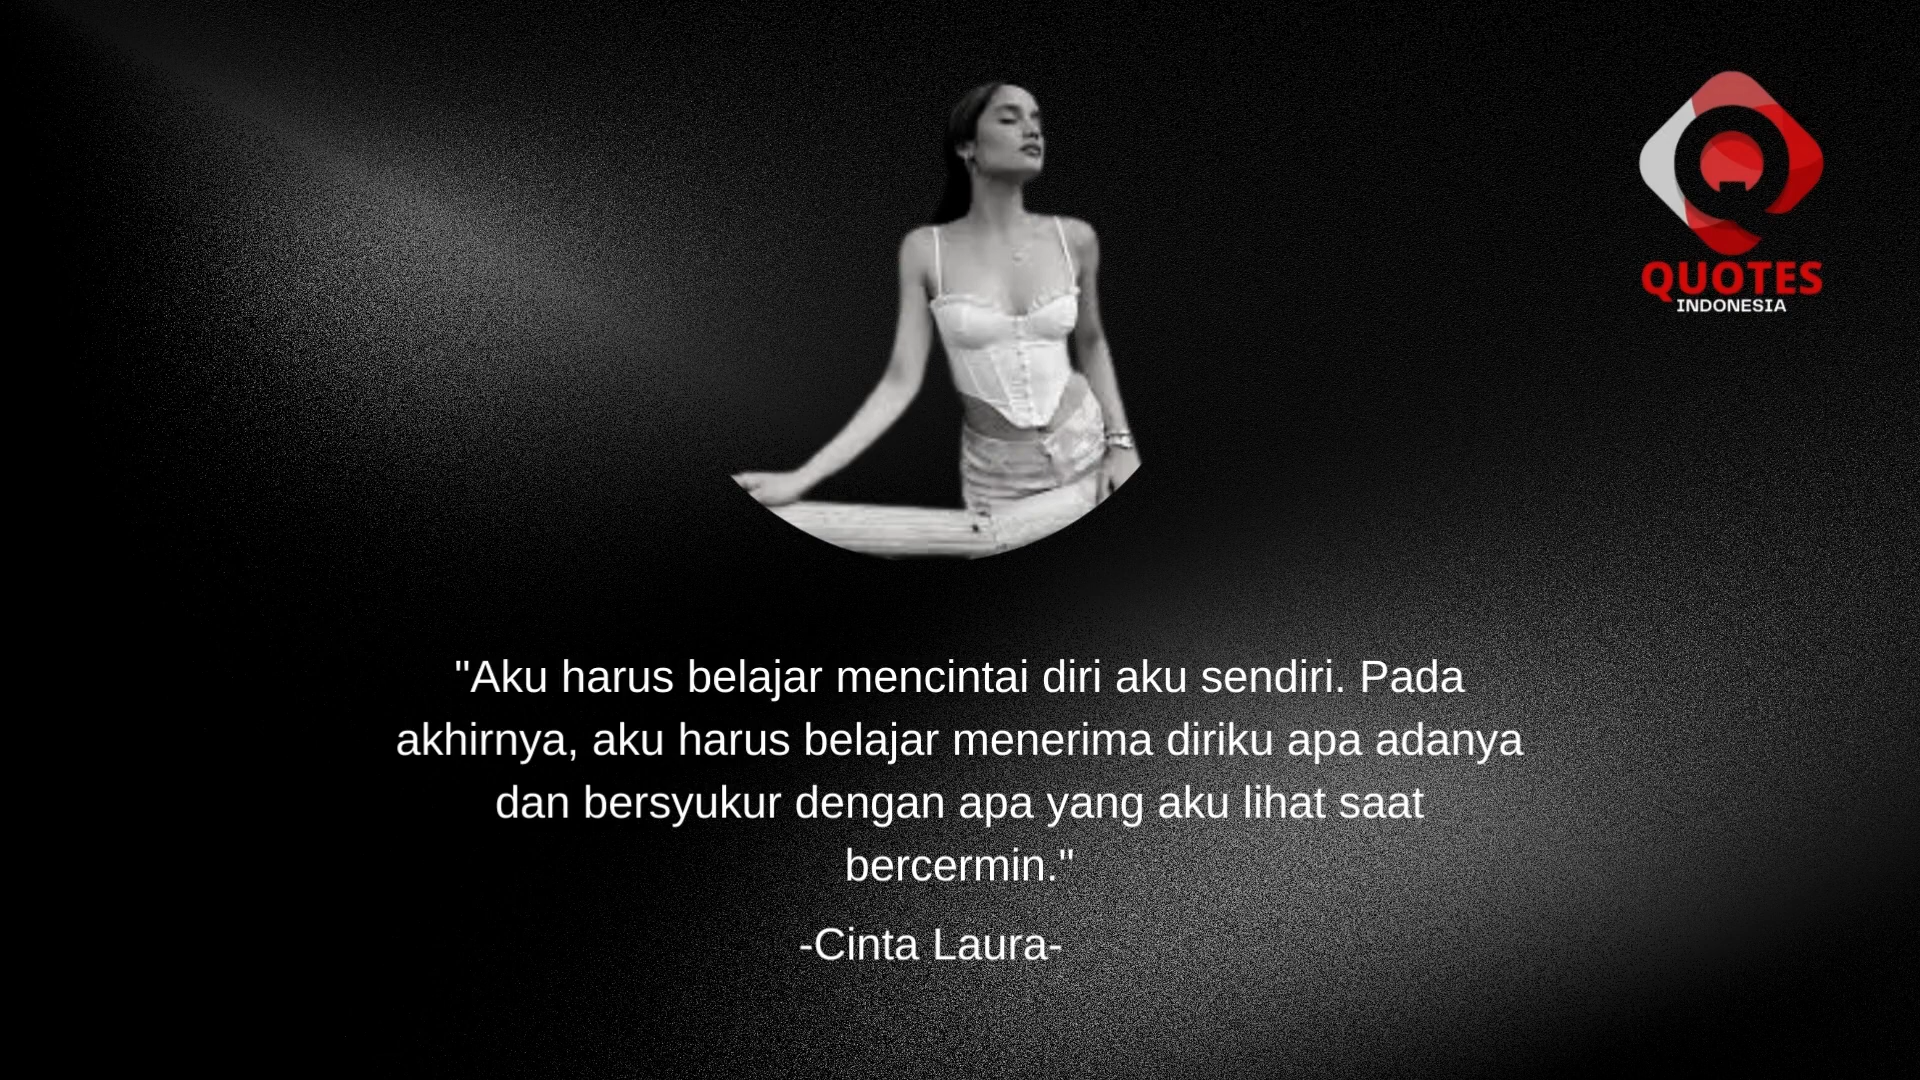 QUOTES
INDONESIA
"Aku harus belajar mencintai diri aku sendiri. Pada
akhirnya, aku harus belajar menerima diriku apa adanya
dan bersyukur dengan apa yang aku lihat saat
bercermin."
-Cinta Laura-